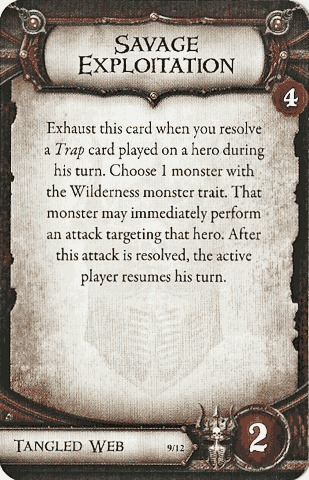 SAVAGE
EXPLOITATION
4
Exhaust this card when you resolve
a Trap card played on a hero during
his turn. Choose 1 monster with
the Wilderness monster trait. That
monster may immediately perform
an attack targeting that hero. After
this attack is resolved, the active
player resumes his turn.
TANGLED WEB 9/12 2